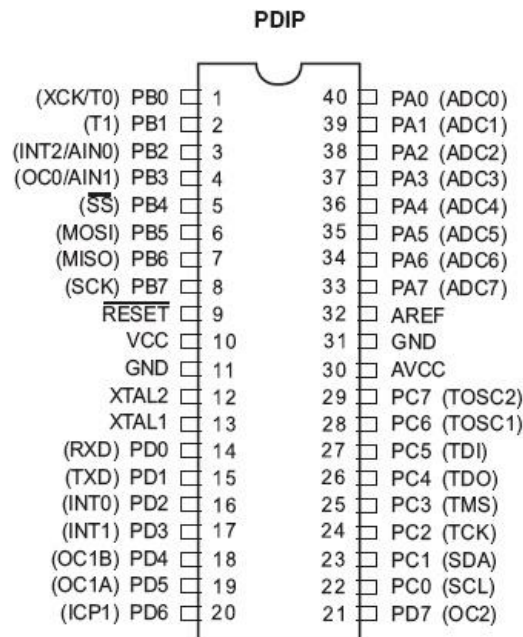 PDIP
(XCK/T0) PB0 1 40 PA0 (ADC0)
(T1) PB1 2 39 PA1 (ADC1)
(INT2/AIN0) PB2 3 38 PA2 (ADC2)
(OC0/AIN1) PB3 4 37 PA3 (ADC3)
(SS) PB4 5 36 PA4 (ADC4)
(MOSI) PB5 6 35 PA5 (ADC5)
(MISO) PB6 7 34 PA6 (ADC6)
(SCK) PB7 8 33 PA7 (ADC7)
RESET 9 32 AREF
VCC 10 31 GND
GND 11 30 AVCC
XTAL2 12 29 PC7 (TOSC2)
XTAL1 13 28 PC6 (TOSC1)
(RXD) PD0 14 27 PC5 (TDI)
(TXD) PD1 15 26 PC4 (TDO)
(INT0) PD2 16 25 PC3 (TMS)
(INT1) PD3 17 24 PC2 (TCK)
(OC1B) PD4 18 23 PC1 (SDA)
(OC1A) PD5 19 22 PC0 (SCL)
(ICP1) PD6 20 21 PD7 (OC2)